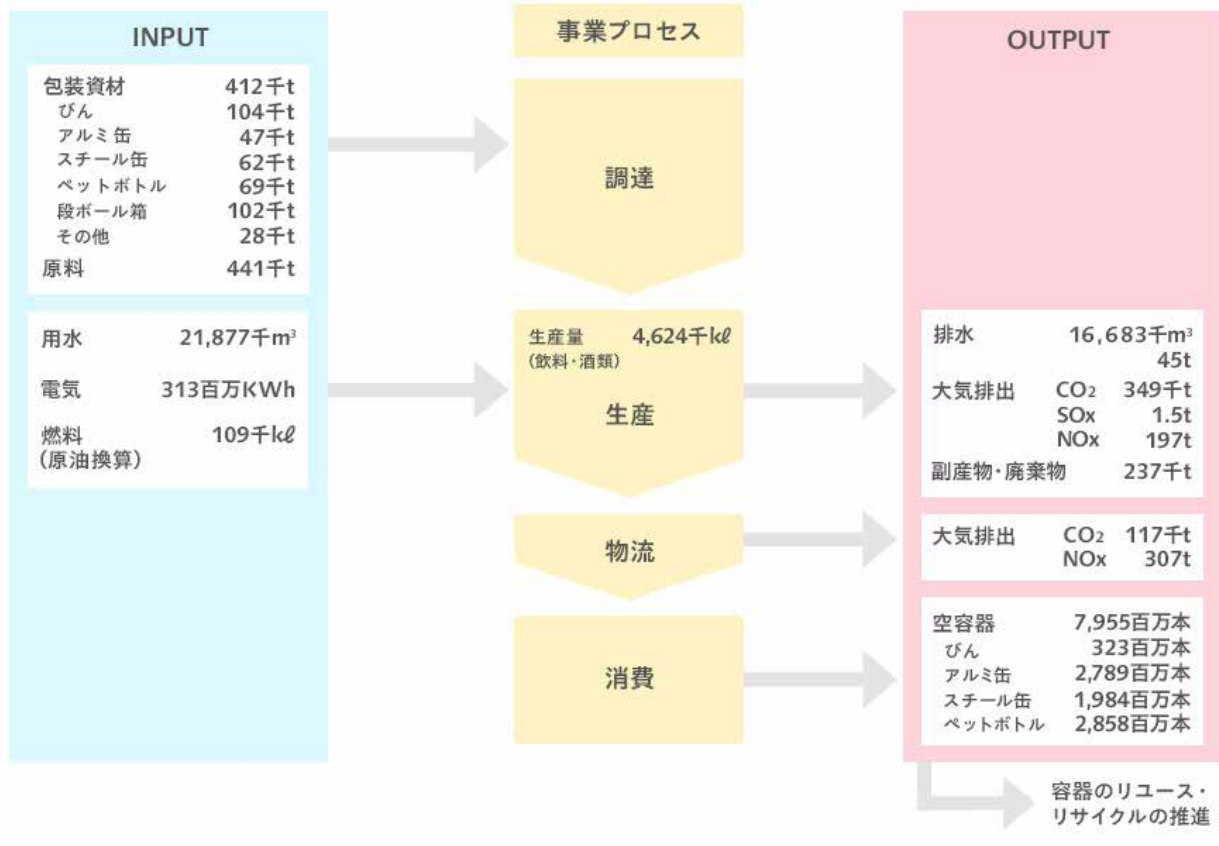 INPUT
包装資材 412千t
びん 104千t
アルミ缶 47千t
スチール缶 62千t
ペットボトル 69千t
段ボール箱 102千t
その他 28千t
原料 441千t
用水 21,877千m³
電気 313百万KWh
燃料 109千kℓ
(原油換算)
事業プロセス
調達
生産量 4,624千kℓ
(飲料・酒類)
生産
物流
消費
OUTPUT
排水 16,683千m³
45t
大気排出 CO₂ 349千t
SOx 1.5t
NOx 197t
副産物・廃棄物 237千t
大気排出 CO₂ 117千t
NOx 307t
空容器 7,955百万本
びん 323百万本
アルミ缶 2,789百万本
スチール缶 1,984百万本
ペットボトル 2,858百万本
容器のリユース・
リサイクルの推進